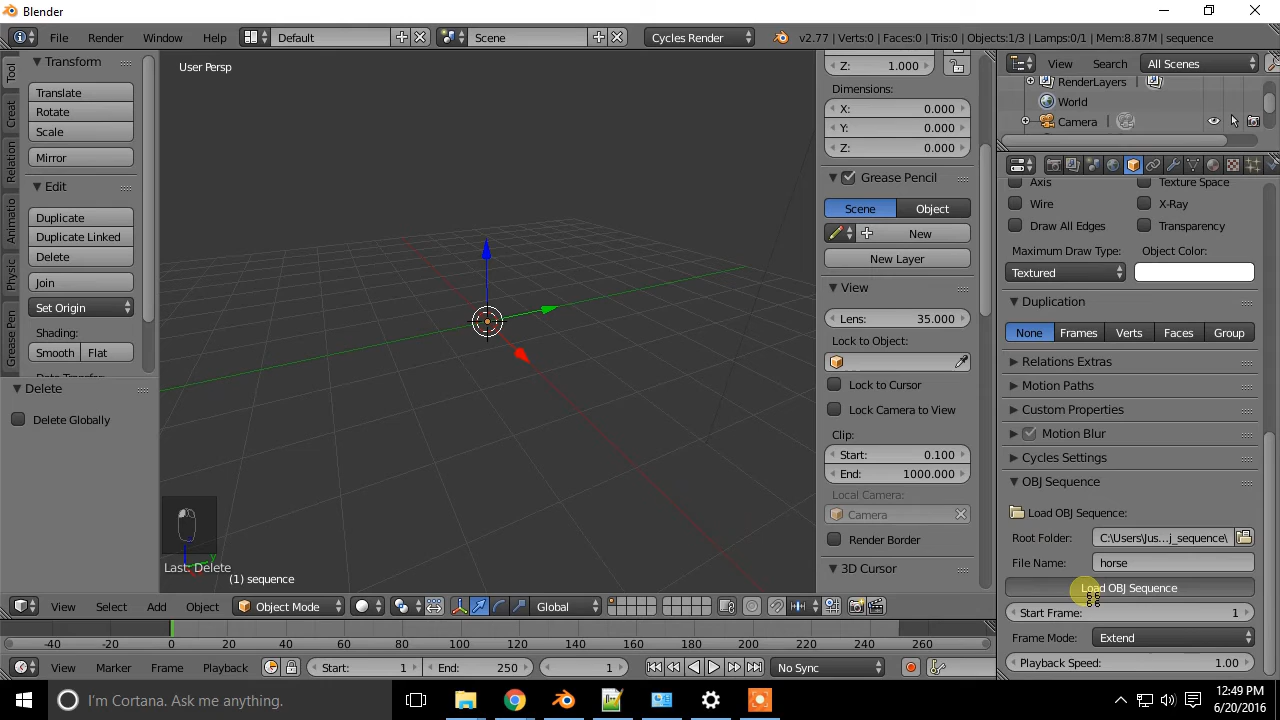 Blender
File Render Window Help Default Scene Cycles Render v2.77 | Verts:0 | Faces:0 | Tris:0 | Objects:1/3 | Lamps:0/1 | Mem:8.87M | sequence
Tool
Creat
Relation
Animatio
Physic
Grease Pen
Transform
Translate
Rotate
Scale
Mirror
Edit
Duplicate
Duplicate Linked
Delete
Join
Set Origin
Shading:
Smooth Flat
Delete
Delete Globally
User Persp
Last: Delete
(1) sequence
Z: 1.000
Dimensions:
X: 0.000
Y: 0.000
Z: 0.000
Grease Pencil
Scene Object
New
New Layer
View
Lens: 35.000
Lock to Object:
Lock to Cursor
Lock Camera to View
Clip:
Start: 0.100
End: 1000.000
Local Camera:
Camera
Render Border
3D Cursor
View Search All Scenes
RenderLayers
World
Camera
Axis Texture Space
Wire X-Ray
Draw All Edges Transparency
Maximum Draw Type: Object Color:
Textured
Duplication
None Frames Verts Faces Group
Relations Extras
Motion Paths
Custom Properties
Motion Blur
Cycles Settings
OBJ Sequence
Load OBJ Sequence:
Root Folder: C:\Users\Jus...j_sequence\
File Name: horse
Load OBJ Sequence
Start Frame: 1
Frame Mode: Extend
Playback Speed: 1.00
View Select Add Object Object Mode Global
-40 -20 0 20 40 60 80 100 120 140 160 180 200 220 240 260
View Marker Frame Playback Start: 1 End: 250 1 No Sync
I'm Cortana. Ask me anything.
12:49 PM
6/20/2016